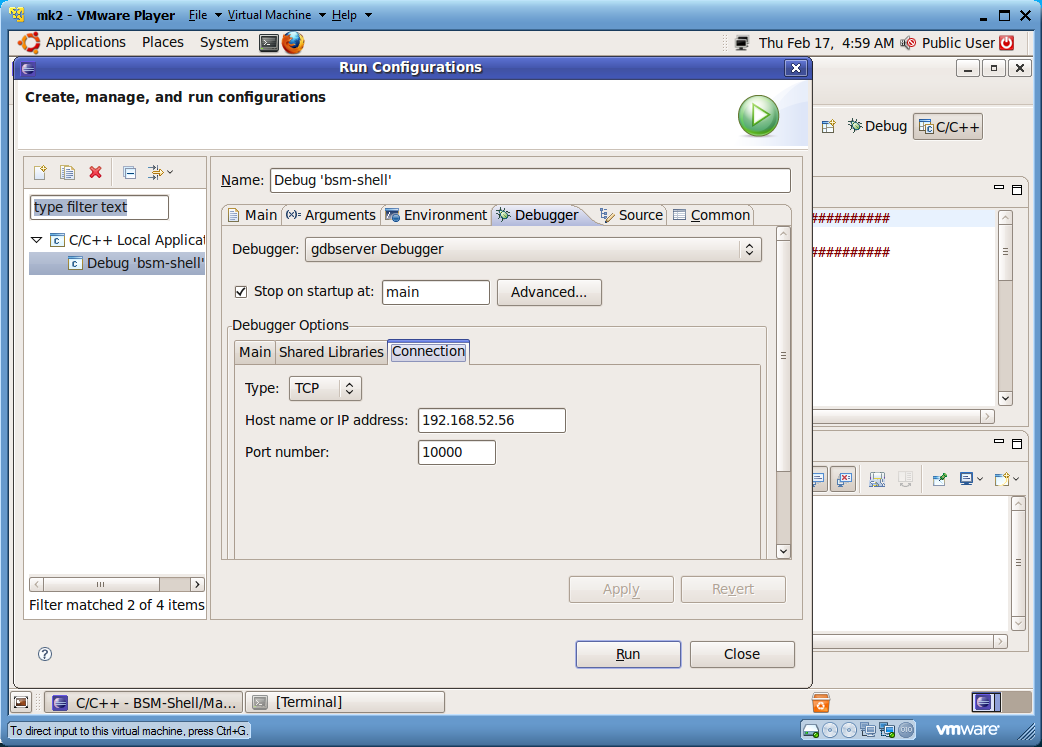 mk2 - VMware Player File Virtual Machine Help
Applications Places System Thu Feb 17, 4:59 AM Public User
Run Configurations
Create, manage, and run configurations
Debug C/C++
Name: Debug 'bsm-shell'
type filter text
Main Arguments Environment Debugger Source Common
##########
C/C++ Local Applicat
Debugger: gdbserver Debugger
##########
Debug 'bsm-shell'
Stop on startup at: main Advanced...
Debugger Options
Main Shared Libraries Connection
Type: TCP
Host name or IP address: 192.168.52.56
Port number: 10000
Apply Revert
Filter matched 2 of 4 items
Run Close
C/C++ - BSM-Shell/Ma... [Terminal]
To direct input to this virtual machine, press Ctrl+G. vmware